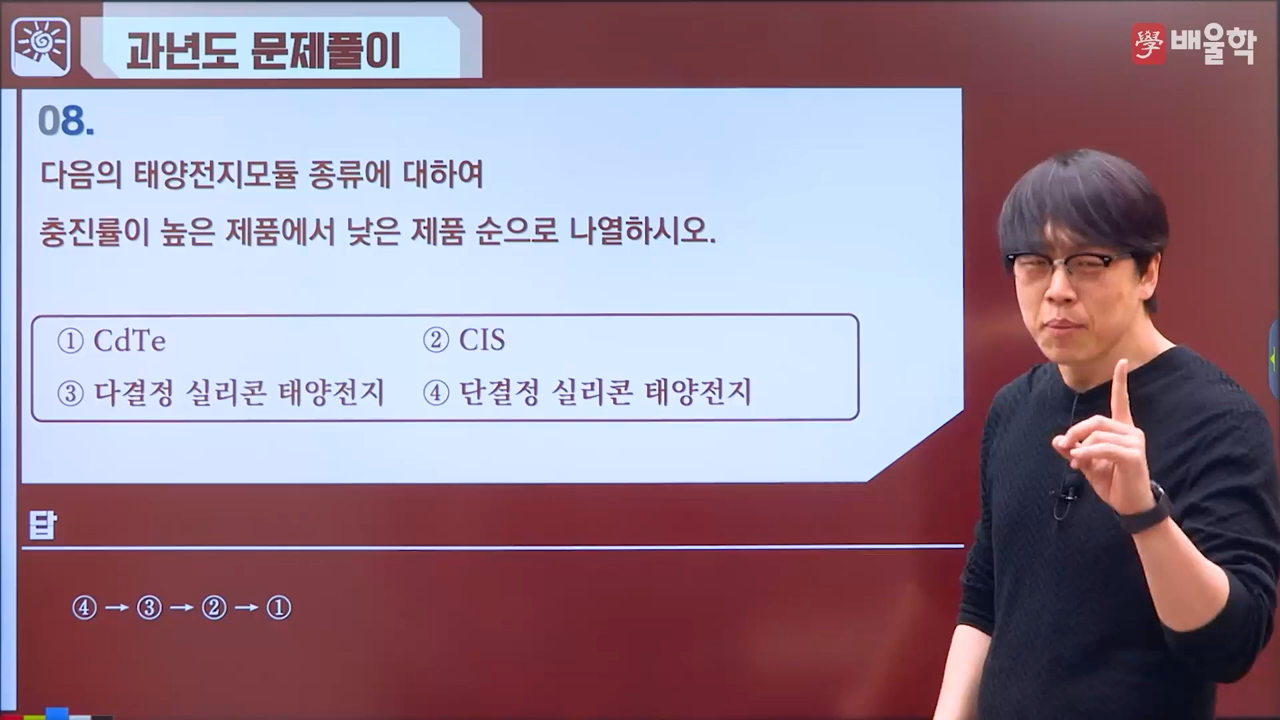 과년도 문제풀이
學 배울학
08.
다음의 태양전지모듈 종류에 대하여
충진률이 높은 제품에서 낮은 제품 순으로 나열하시오.
① CdTe ② CIS
③ 다결정 실리콘 태양전지 ④ 단결정 실리콘 태양전지
답
④ → ③ → ② → ①